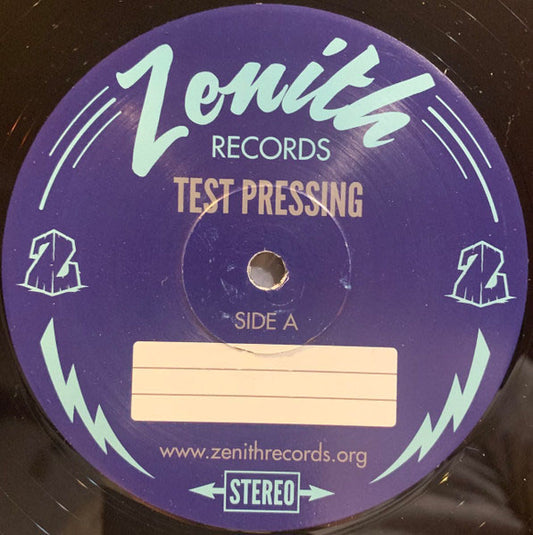 Zenith
RECORDS
TEST PRESSING
Z
Z
SIDE A
www.zenithrecords.org
STEREO